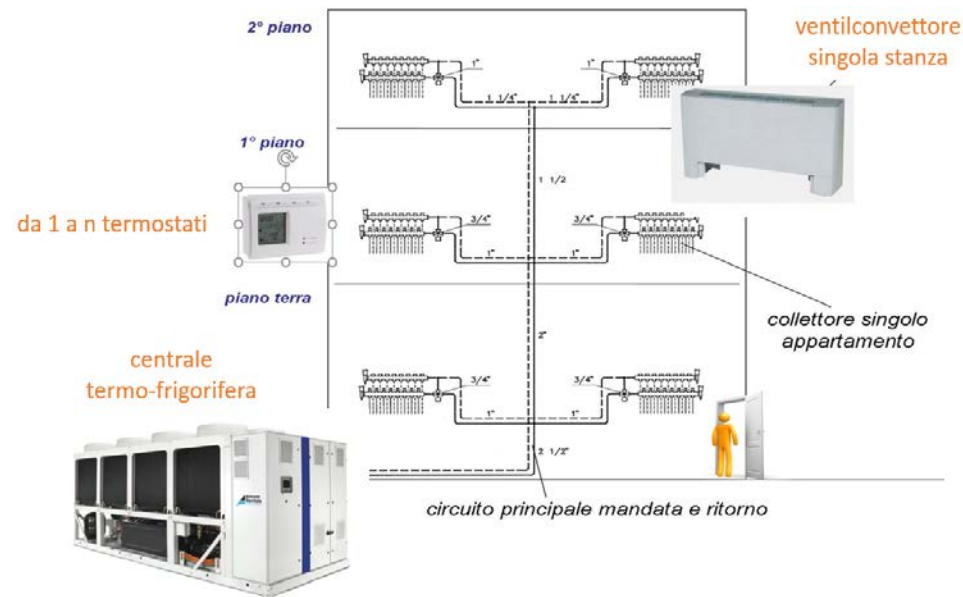 2° piano
ventilconvettore
singola stanza
1"
1"
1 1/4"
1 1/4"
1° piano
1 1/2
da 1 a n termostati
3/4"
3/4"
1"
1"
piano terra
collettore singolo
appartamento
2"
centrale
termo-frigorifera
3/4"
3/4"
1"
1"
2 1/2"
circuito principale mandata e ritorno